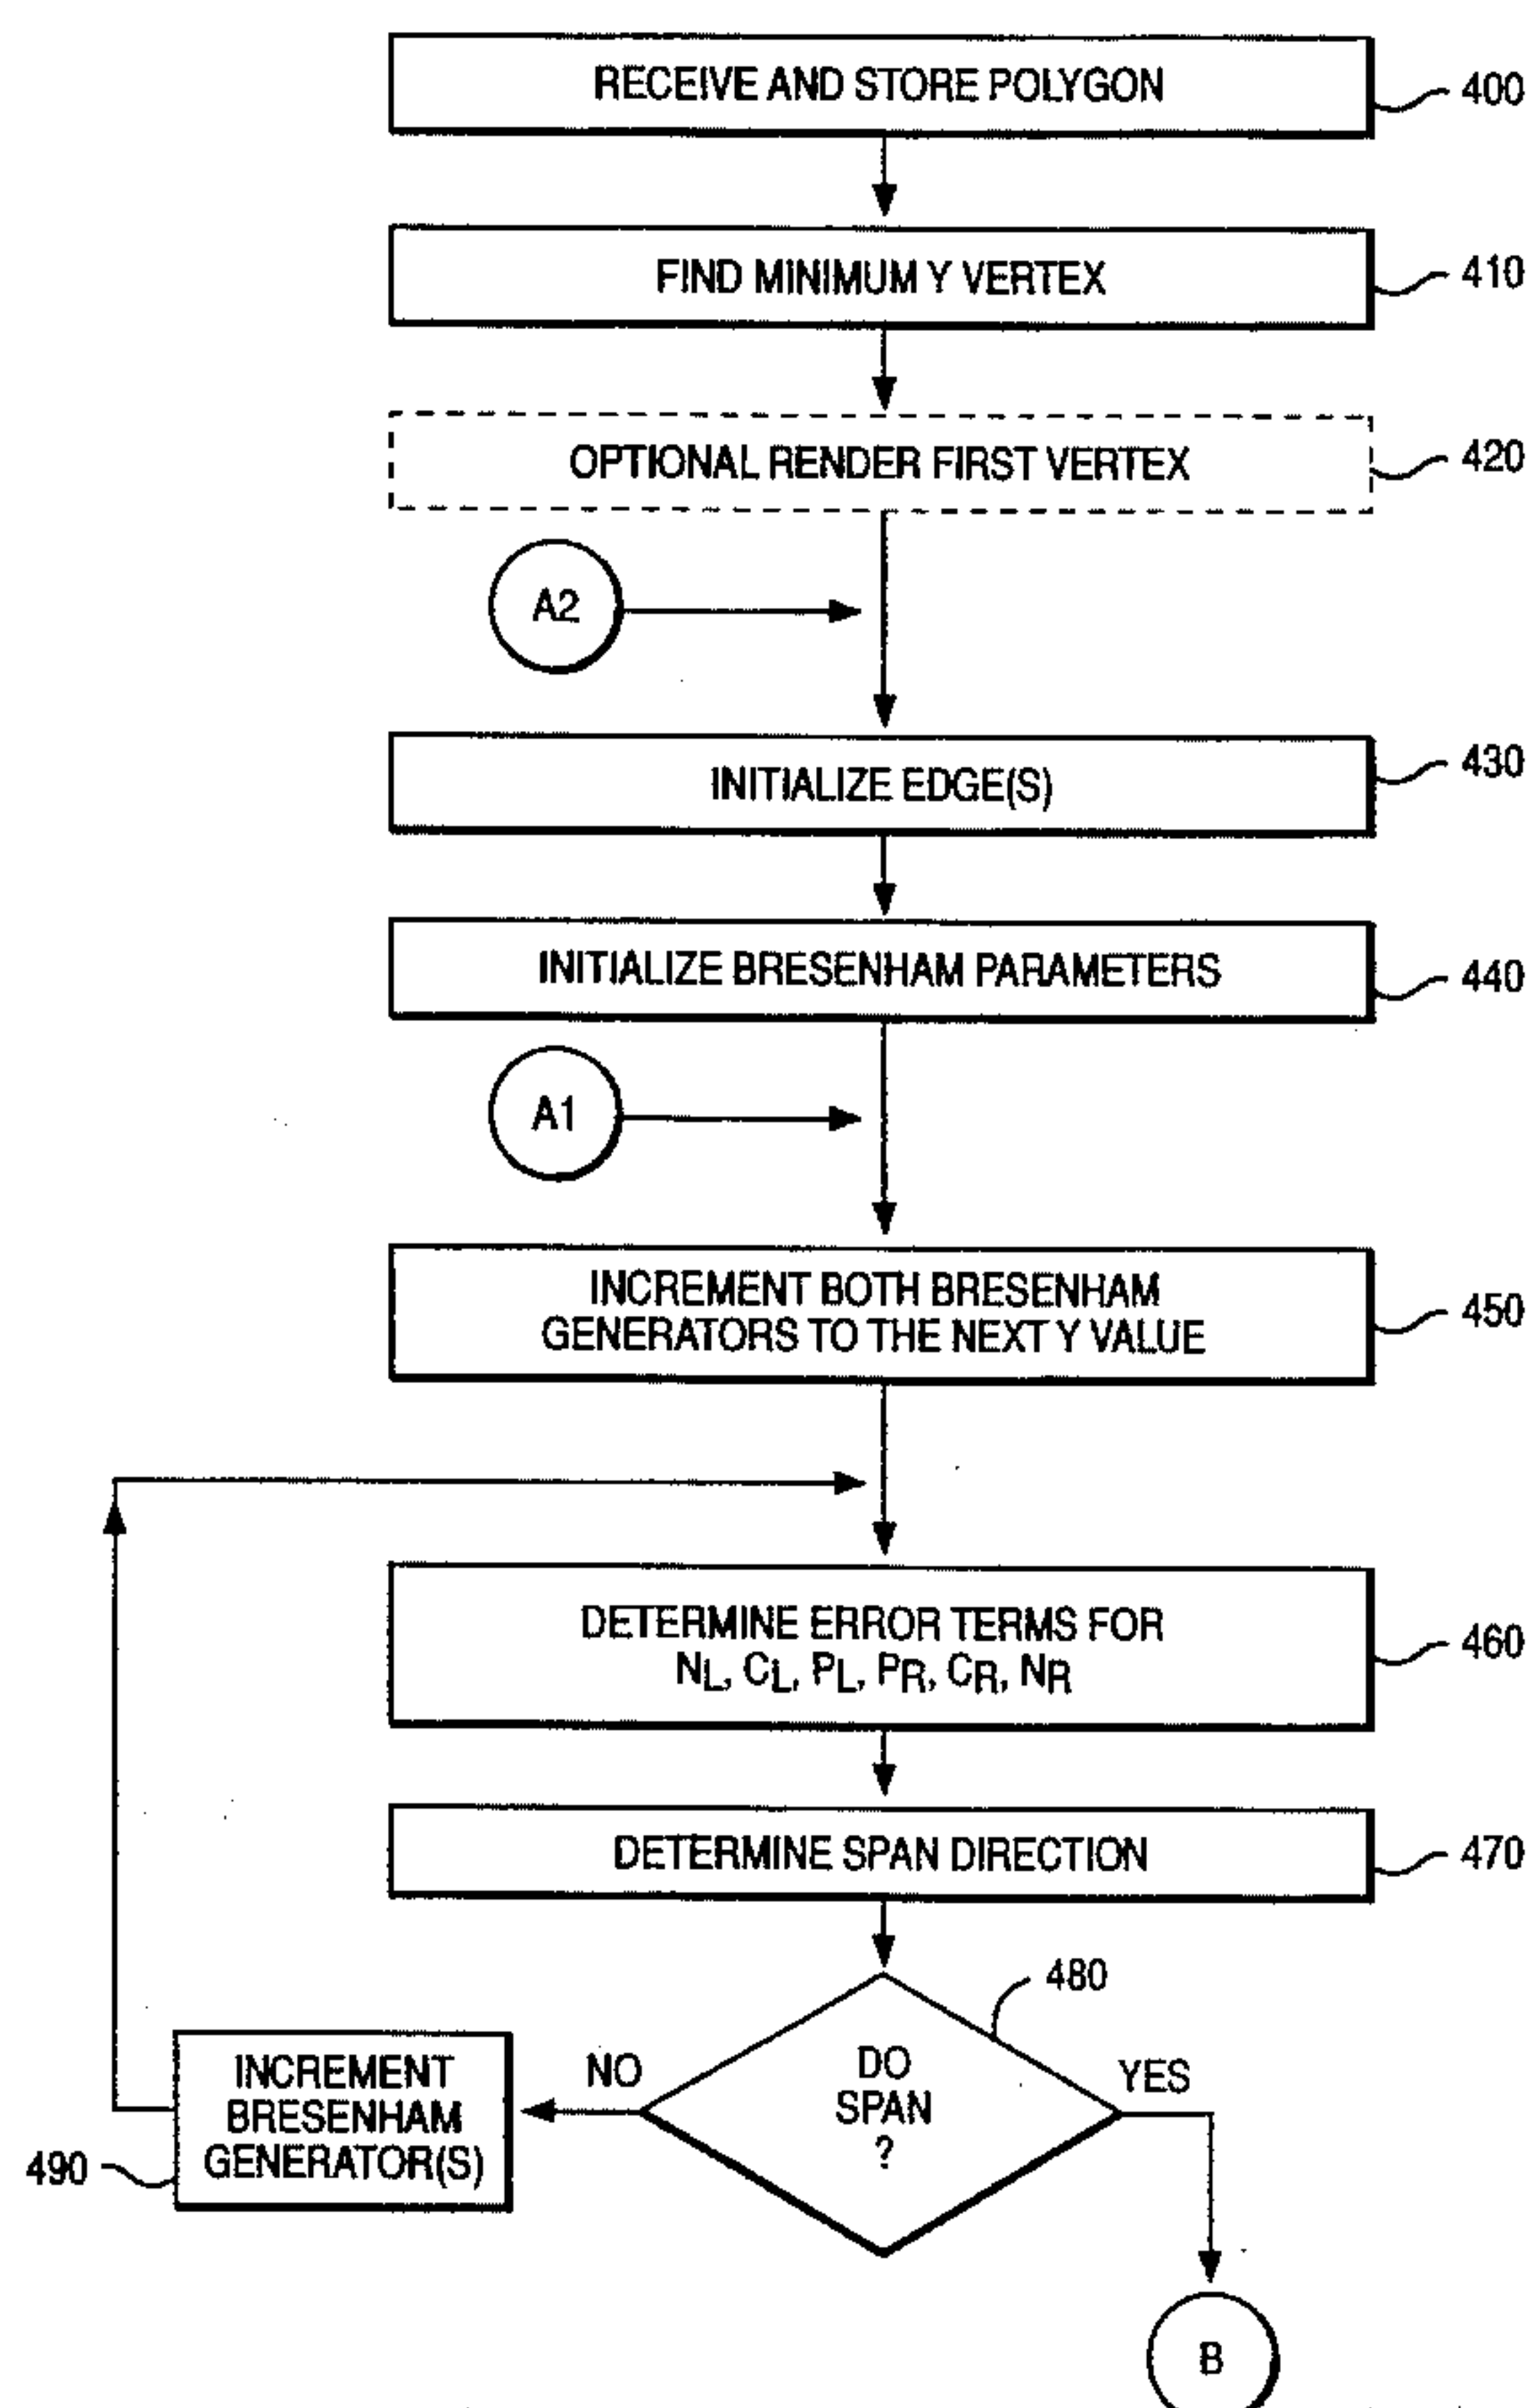 RECEIVE AND STORE POLYGON
400
FIND MINIMUM Y VERTEX
410
OPTIONAL RENDER FIRST VERTEX
420
A2
INITIALIZE EDGE(S)
430
INITIALIZE BRESENHAM PARAMETERS
440
A1
INCREMENT BOTH BRESENHAM
GENERATORS TO THE NEXT Y VALUE
450
DETERMINE ERROR TERMS FOR
NL, CL, PL, PR, CR, NR
460
DETERMINE SPAN DIRECTION
470
480
DO
SPAN
?
NO
YES
INCREMENT
BRESENHAM
GENERATOR(S)
490
B